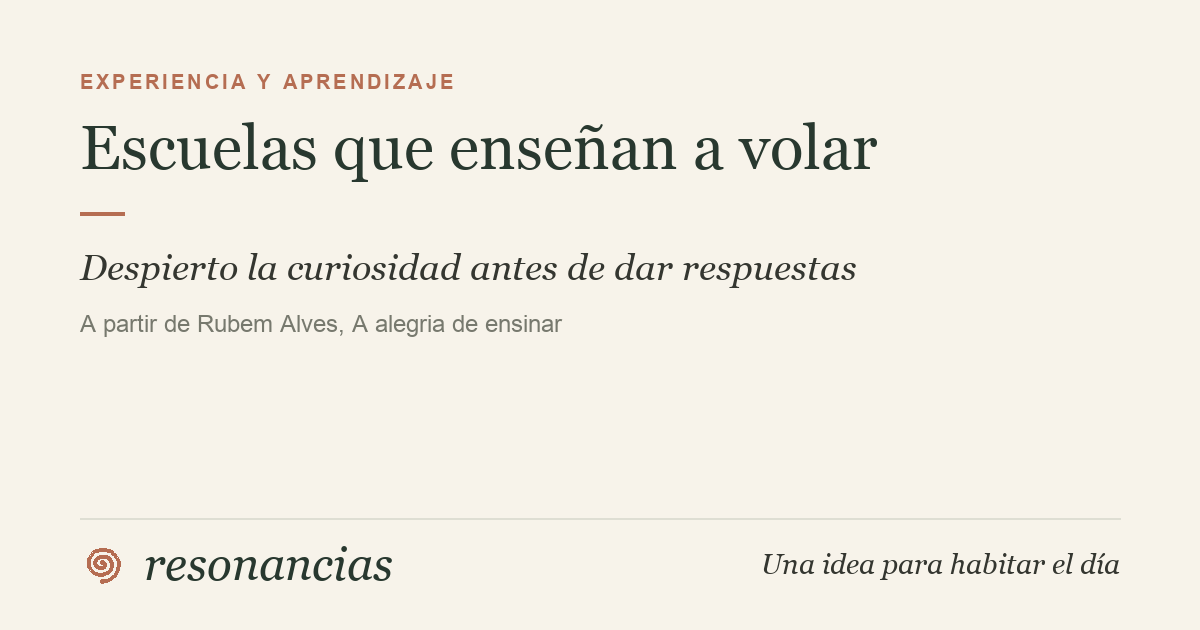 EXPERIENCIA Y APRENDIZAJE
Escuelas que enseñan a volar
Despierto la curiosidad antes de dar respuestas
A partir de Rubem Alves, A alegria de ensinar
resonancias
Una idea para habitar el día